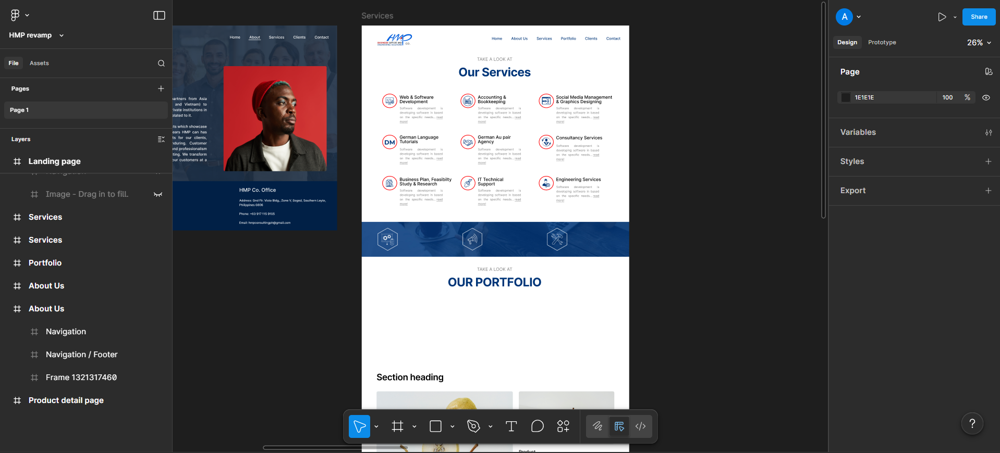 HMP revamp
File
Assets
Pages
Page 1
Layers
Landing page
Navigation
Image - Drag in to fill.
Services
Services
Portfolio
About Us
About Us
Navigation
Navigation / Footer
Frame 1321317460
Product detail page
Home About Services Clients Contact
artners from Asia
and Vietnam) to
ivate institutions in
elated to it.
cts which showcase
ears HMP can has
ts for our clients,
nduring. Customer
and professionalism
lting. We transform
our customers at a
HMP Co. Office
Address: Gnd Flr. Visto Bldg., Zone V, Sogod, Southern Leyte,
Philippines 6606
Phone: +63 917 115 9105
Email: hmpconsultingph@gmail.com
Services
HMP
BUSINESS SUPPORT AND
ENGINEERING SOLUTIONS
CO.
Home About Us Services Portfolio Clients Contact
TAKE A LOOK AT
Our Services
Web & Software
Development
Software development is
developing software in based
on the specific needs... read
more!
Accounting &
Bookkeeping
Software development is
developing software in based
on the specific needs... read
more!
Social Media Management
& Graphics Designing
Software development is
developing software in based
on the specific needs... read
more!
DM
German Language
Tutorials
Software development is
developing software in based
on the specific needs... read
more!
German Au pair
Agency
Software development is
developing software in based
on the specific needs... read
more!
Consultancy Services
Software development is
developing software in based
on the specific needs... read
more!
Business Plan, Feasibilty
Study & Research
Software development is
developing software in based
on the specific needs... read
more!
IT Technical
Support
Software development is
developing software in based
on the specific needs... read
more!
Engineering Services
Software development is
developing software in based
on the specific needs... read
more!
TAKE A LOOK AT
OUR PORTFOLIO
Section heading
Product
A
Share
Design
Prototype
26%
Page
1E1E1E 100 %
Variables
Styles
Export
?